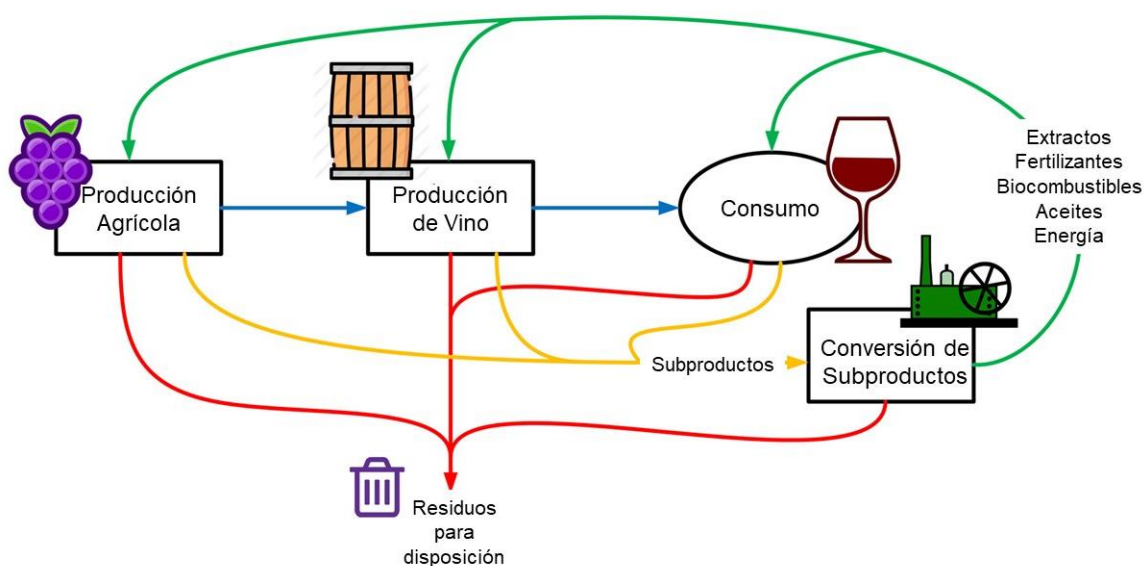 Producción
Agrícola
Producción
de Vino
Consumo
Extractos
Fertilizantes
Biocombustibles
Aceites
Energía
Subproductos
Conversión de
Subproductos
Residuos
para
disposición